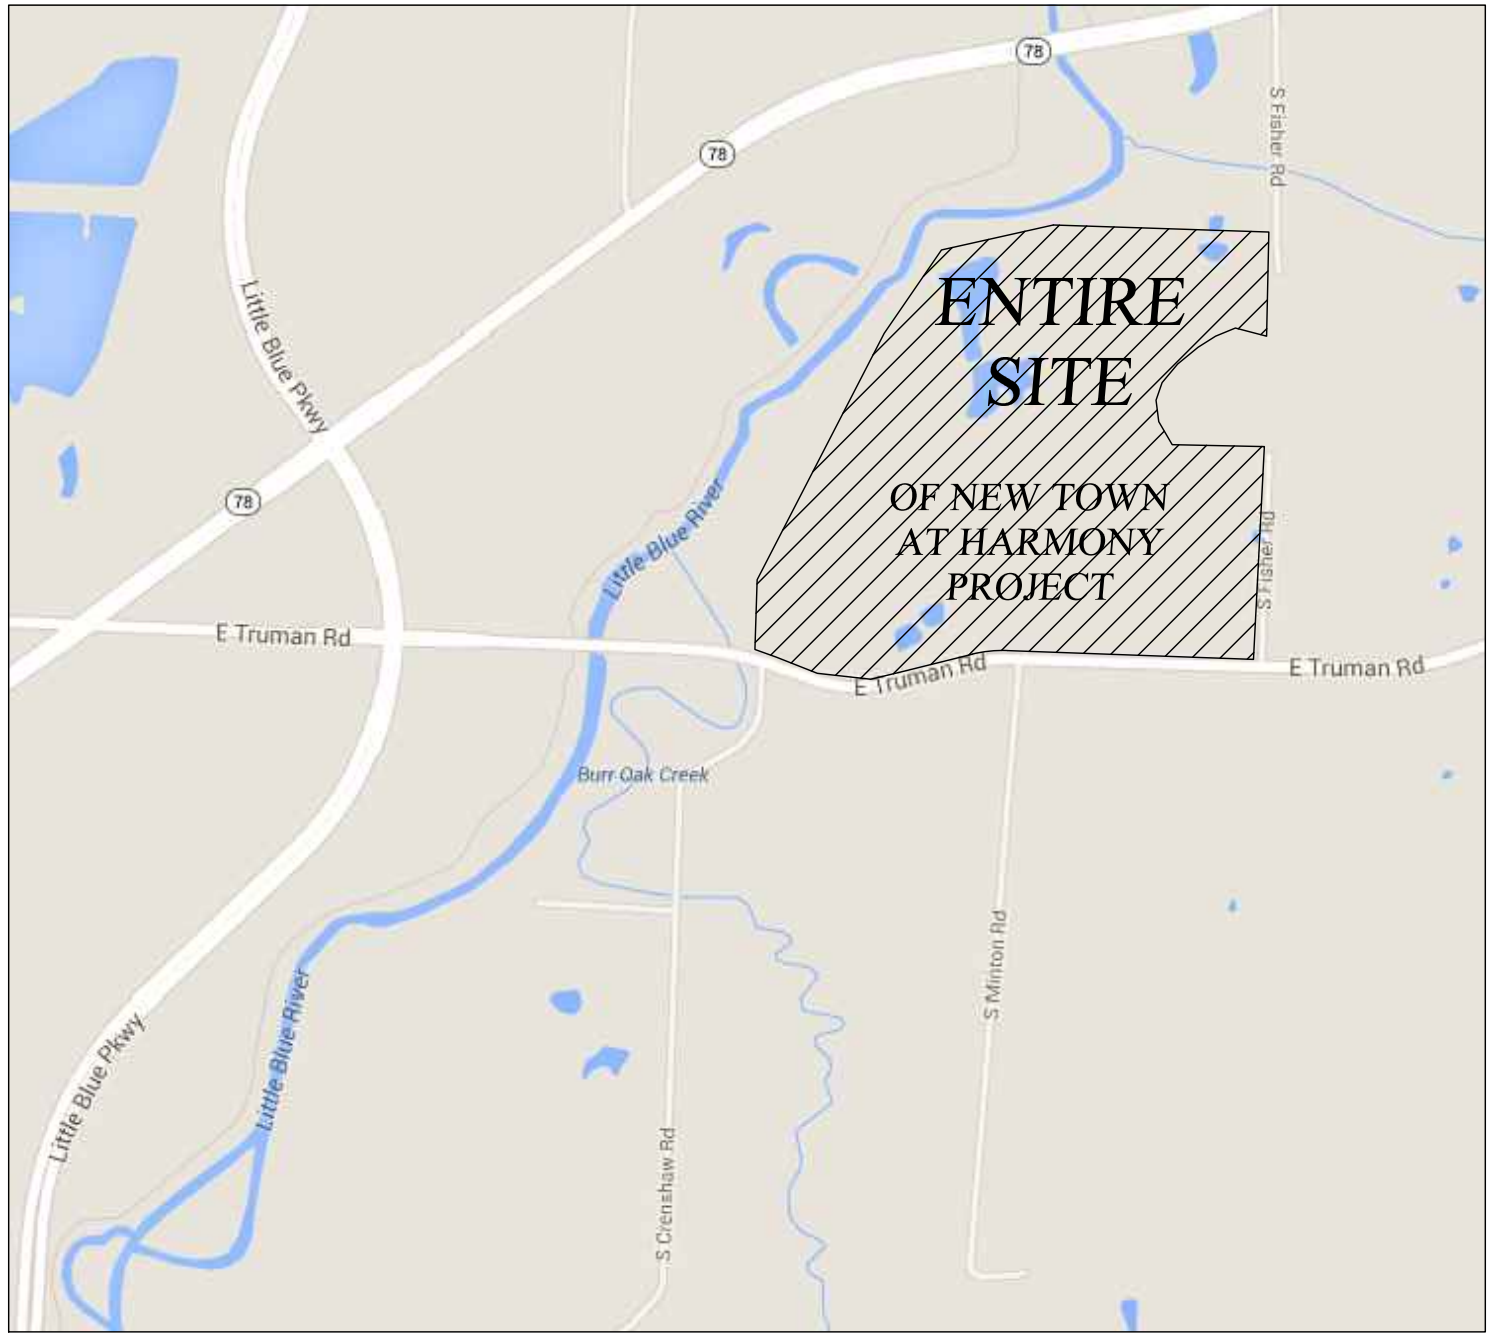 78
S Fisher Rd
78
Little Blue Pkwy
ENTIRE
SITE
78
OF NEW TOWN
AT HARMONY
PROJECT
Little Blue River
S Fisher Rd
E Truman Rd
E Truman Rd
E Truman Rd
Burr Oak Creek
S Minton Rd
Little Blue River
Little Blue Pkwy
S Crenshaw Rd